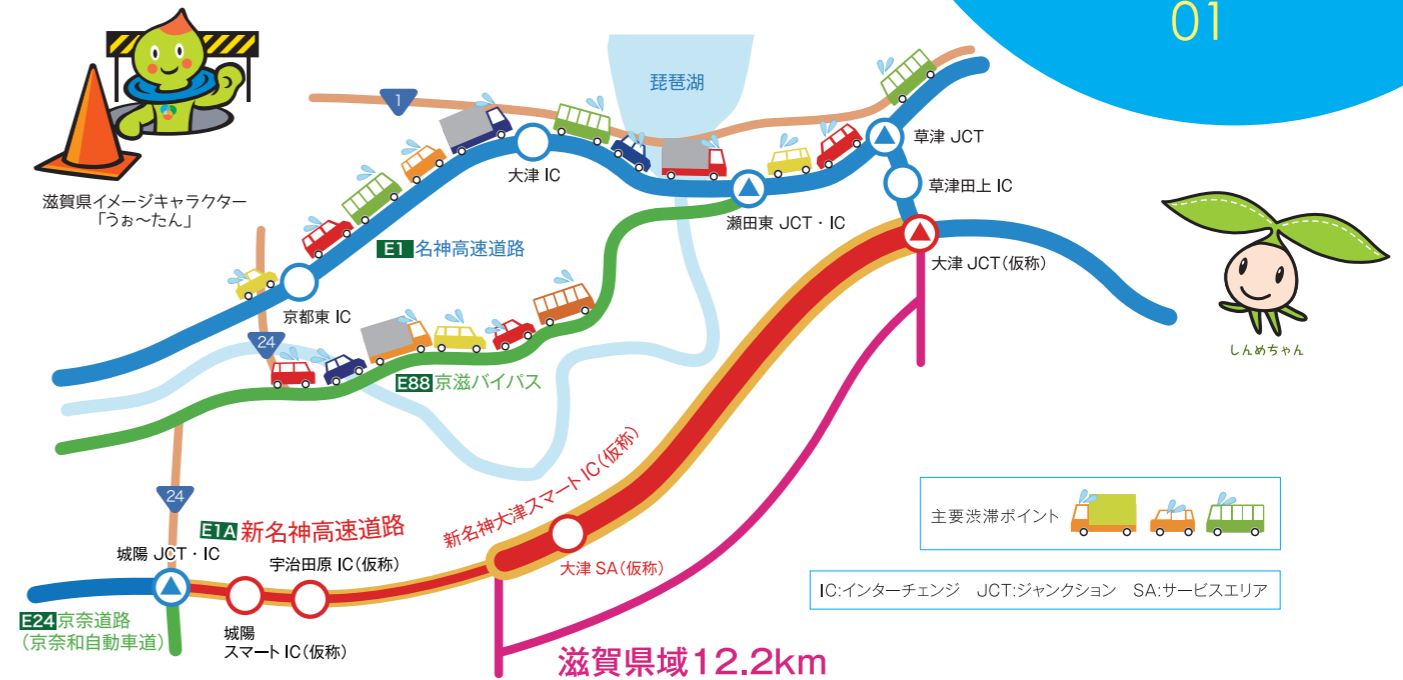 01
琵琶湖
1
草津 JCT
大津 IC
草津田上 IC
滋賀県イメージキャラクター
「うぉ~たん」
瀬田東 JCT・IC
E1 名神高速道路
大津 JCT(仮称)
京都東 IC
24
しんめちゃん
E88 京滋バイパス
新名神大津スマート IC(仮称)
24
主要渋滞ポイント
E1A 新名神高速道路
城陽 JCT・IC
宇治田原 IC(仮称)
大津 SA(仮称)
IC:インターチェンジ JCT:ジャンクション SA:サービスエリア
E24 京奈道路
(京奈和自動車道)
城陽
スマート IC(仮称)
滋賀県域12.2km